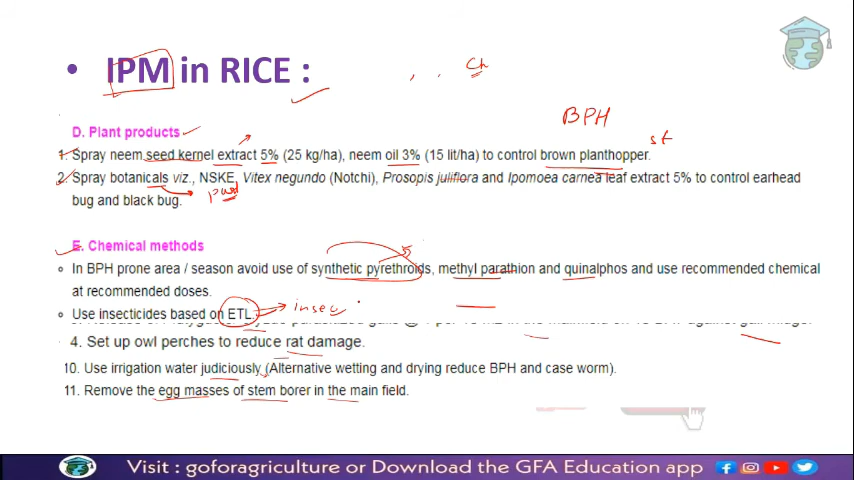 • IPM in RICE :
Ch
BPH
D. Plant products
st
1. Spray neem seed kernel extract 5% (25 kg/ha), neem oil 3% (15 lit/ha) to control brown planthopper.
2. Spray botanicals viz., NSKE, Vitex negundo (Notchi), Prosopis juliflora and Ipomoea carnea leaf extract 5% to control earhead
bug and black bug.
E. Chemical methods
In BPH prone area / season avoid use of synthetic pyrethroids, methyl parathion and quinalphos and use recommended chemical
at recommended doses.
Use insecticides based on ETL.
insec
4. Set up owl perches to reduce rat damage.
10. Use irrigation water judiciously (Alternative wetting and drying reduce BPH and case worm).
11. Remove the egg masses of stem borer in the main field.
Visit : goforagriculture or Download the GFA Education app